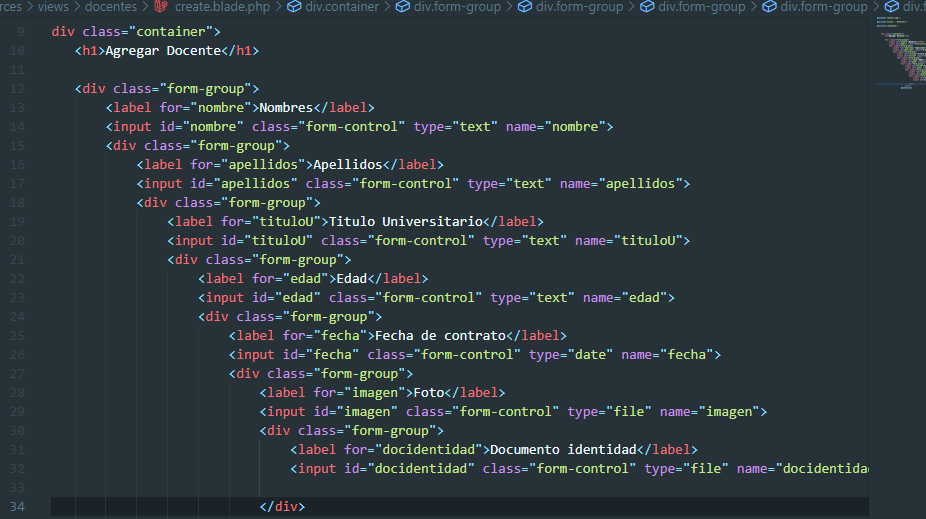 rces > views > docentes > create.blade.php > div.container > div.form-group > div.form-group > div.form-group > div.form-group > div.fo
9 div class="container">
10 <h1>Agregar Docente</h1>
11
12 <div class="form-group">
13 <label for="nombre">Nombres</label>
14 <input id="nombre" class="form-control" type="text" name="nombre">
15 <div class="form-group">
16 <label for="apellidos">Apellidos</label>
17 <input id="apellidos" class="form-control" type="text" name="apellidos">
18 <div class="form-group">
19 <label for="tituloU">Titulo Universitario</label>
20 <input id="tituloU" class="form-control" type="text" name="tituloU">
21 <div class="form-group">
22 <label for="edad">Edad</label>
23 <input id="edad" class="form-control" type="text" name="edad">
24 <div class="form-group">
25 <label for="fecha">Fecha de contrato</label>
26 <input id="fecha" class="form-control" type="date" name="fecha">
27 <div class="form-group">
28 <label for="imagen">Foto</label>
29 <input id="imagen" class="form-control" type="file" name="imagen">
30 <div class="form-group">
31 <label for="docidentidad">Documento identidad</label>
32 <input id="docidentidad" class="form-control" type="file" name="docidentidad
33
34 </div>